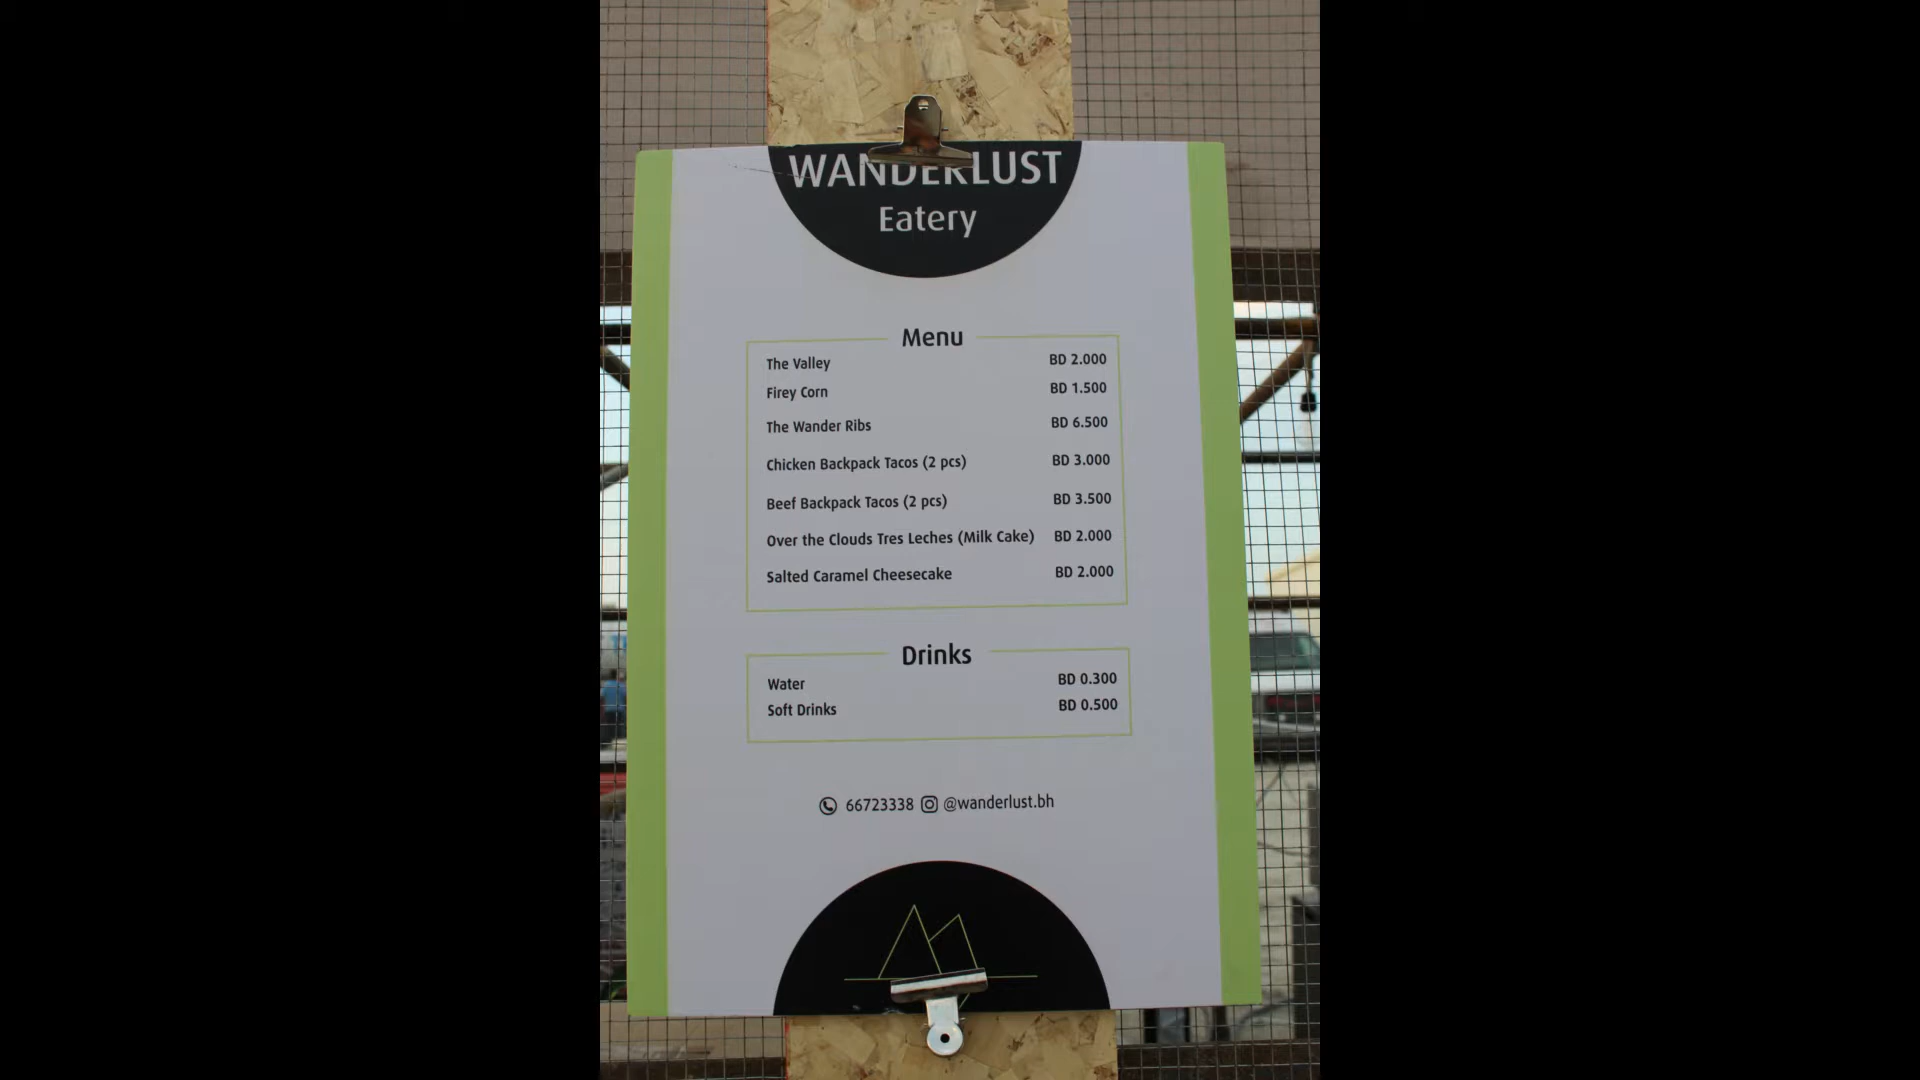 WANDERLUST
Eatery
Menu
The Valley BD 2.000
Firey Corn BD 1.500
The Wander Ribs BD 6.500
Chicken Backpack Tacos (2 pcs) BD 3.000
Beef Backpack Tacos (2 pcs) BD 3.500
Over the Clouds Tres Leches (Milk Cake) BD 2.000
Salted Caramel Cheesecake BD 2.000
Drinks
Water BD 0.300
Soft Drinks BD 0.500
66723338 @wanderlust.bh